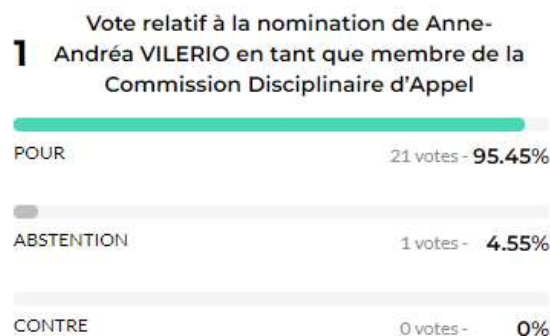 Vote relatif à la nomination de Anne-
1 Andréa VILERIO en tant que membre de la
Commission Disciplinaire d'Appel
POUR 21 votes - 95.45%
ABSTENTION 1 votes - 4.55%
CONTRE 0 votes - 0%